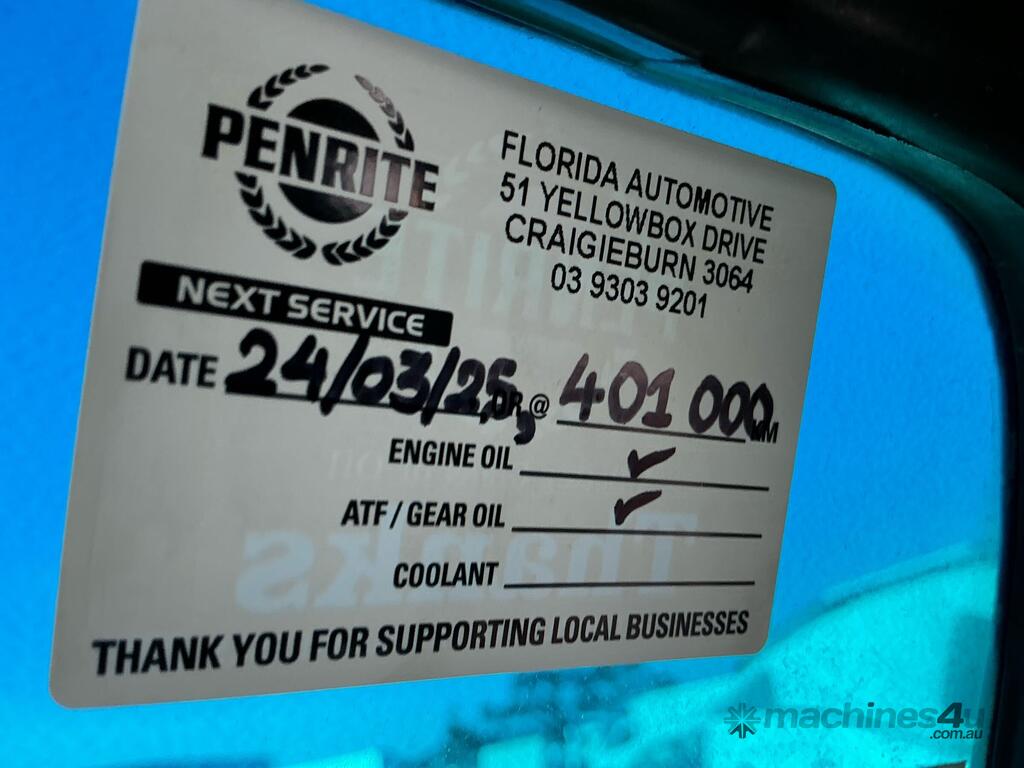 PENRITE
FLORIDA AUTOMOTIVE
51 YELLOWBOX DRIVE
CRAIGIEBURN 3064
03 9303 9201
NEXT SERVICE
DATE 24/03/25, OR @ 401 000 KM
ENGINE OIL ✓
ATF / GEAR OIL ✓
COOLANT
Thanks
THANK YOU FOR SUPPORTING LOCAL BUSINESSES
machines4u
.com.au